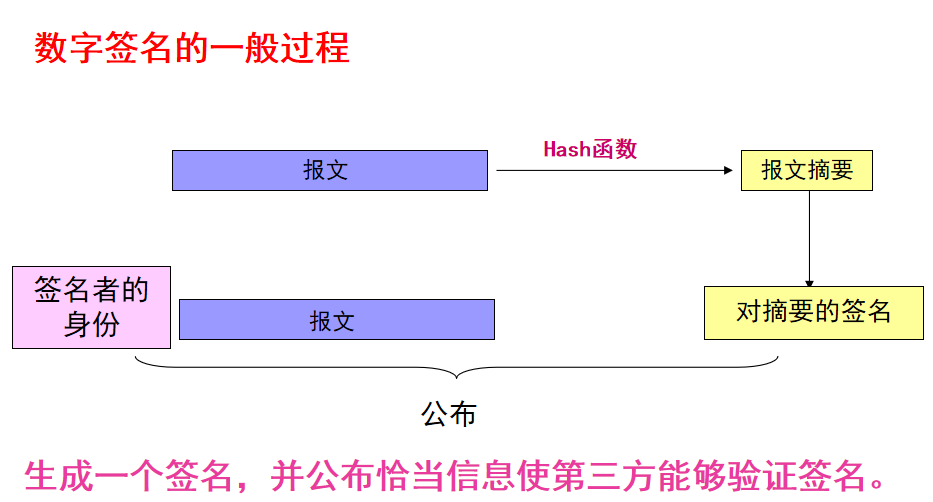 数字签名的一般过程
Hash函数
报文
报文摘要
签名者的
身份
报文
对摘要的签名
公布
生成一个签名，并公布恰当信息使第三方能够验证签名。